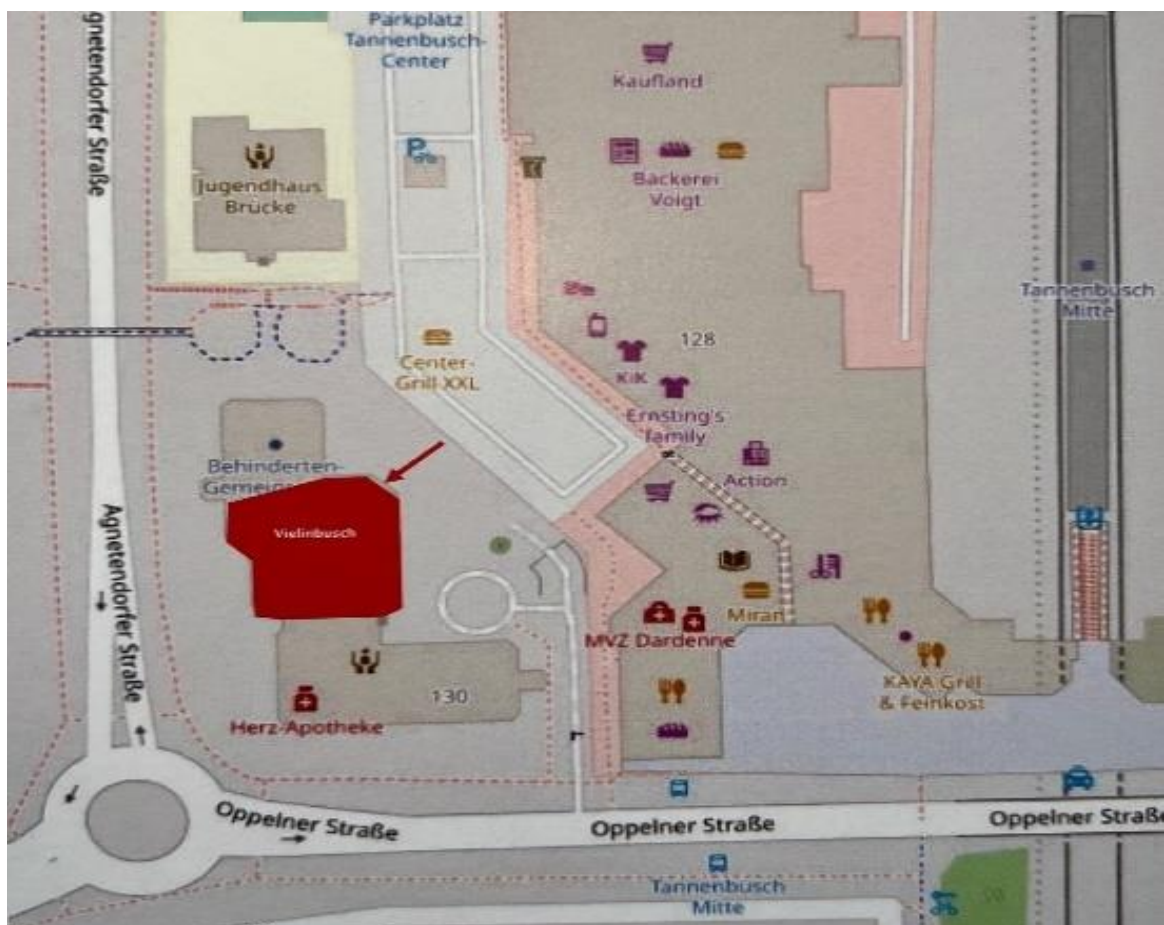 Agnetendorfer Straße
Parkplatz
Tannenbusch-
Center
Kaufland
Bäckerei
Voigt
Jugendhaus
Brücke
Tannenbusch
Mitte
128
Center-
Grill XXL
KiK
Ernsting's
family
Action
Behinderten-
Gemein
Vielinbusch
Agnetendorfer Straße
Miran
MVZ Dardenne
KAYA Grill
& Feinkost
130
Herz-Apotheke
Oppelner Straße
Oppelner Straße
Oppelner Straße
Tannenbusch
Mitte